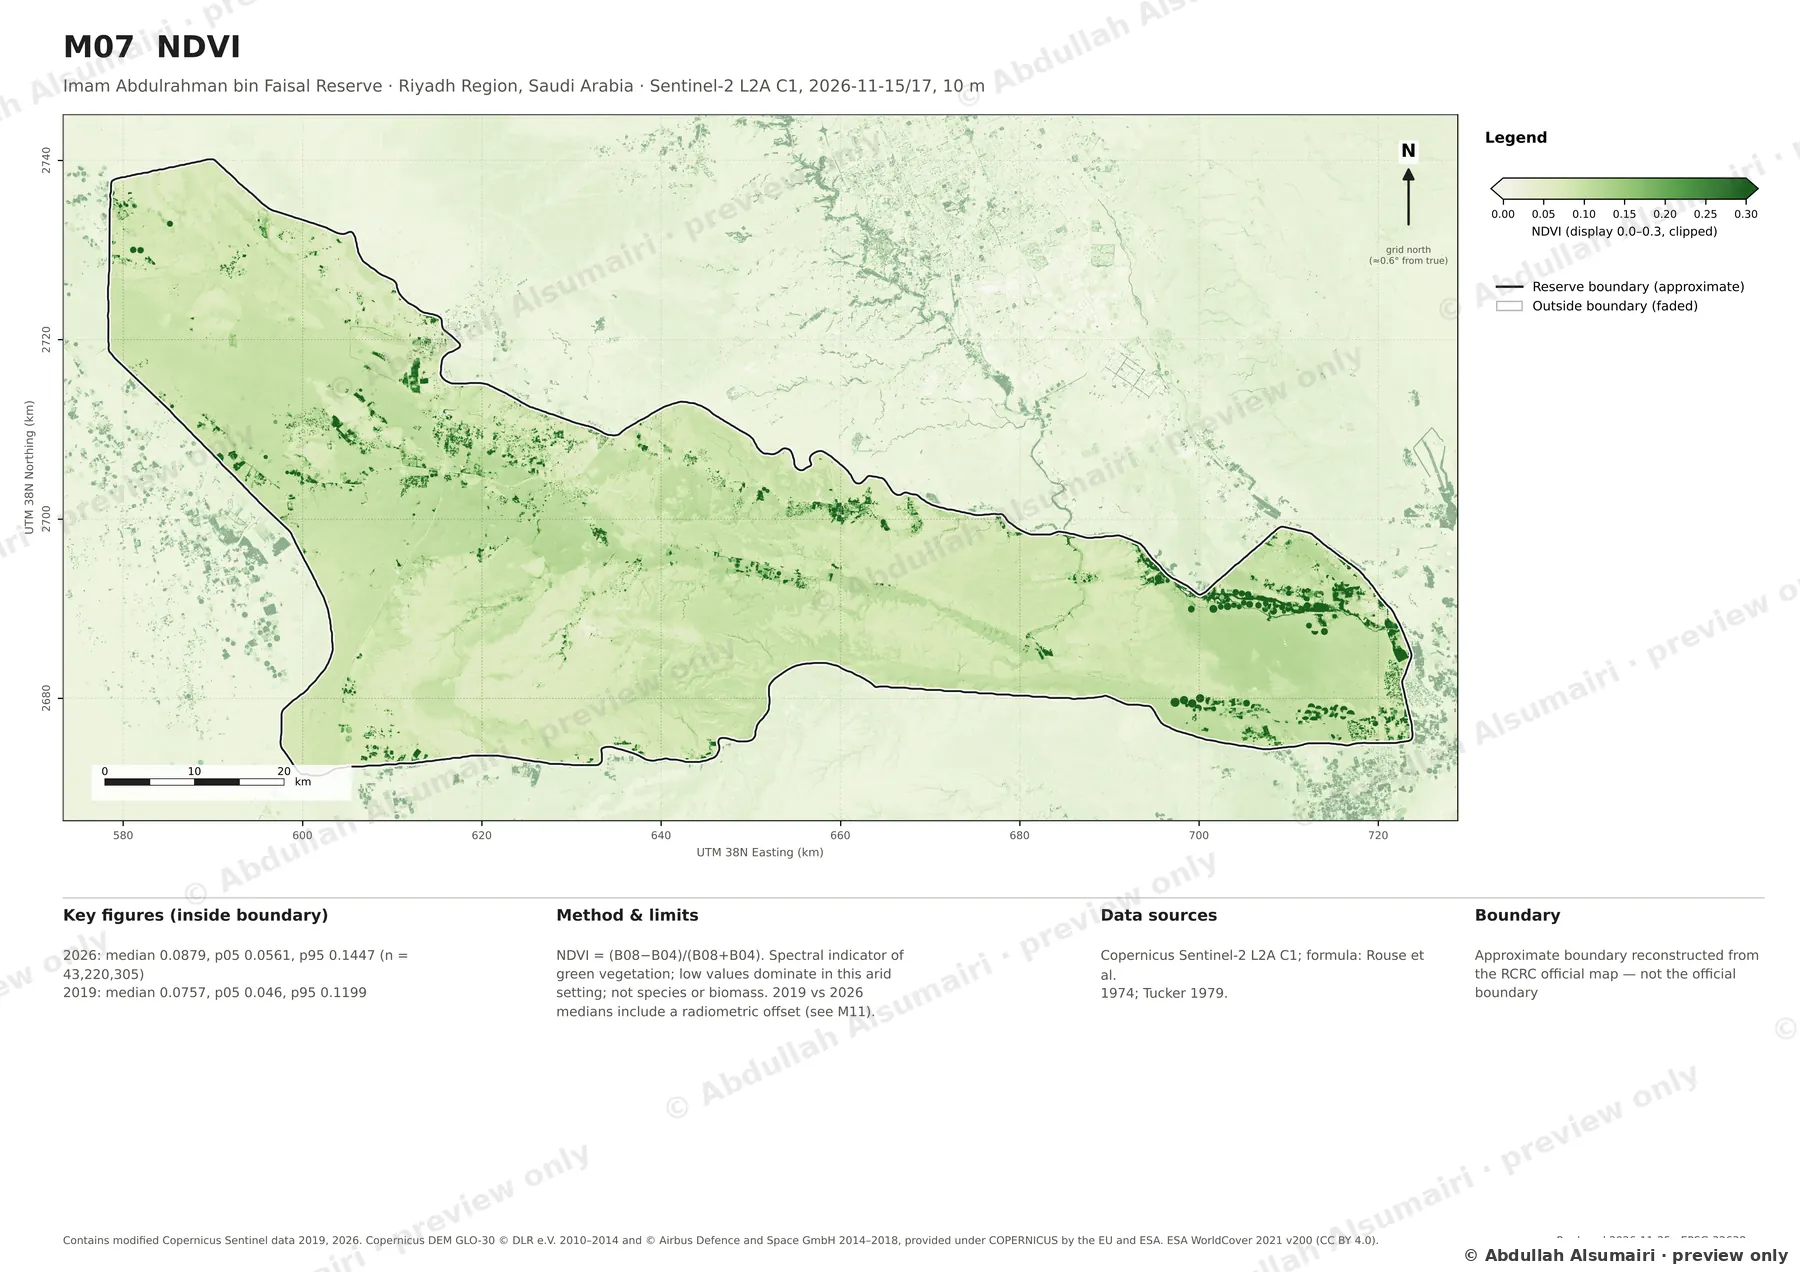 M07 NDVI
Imam Abdulrahman bin Faisal Reserve · Riyadh Region, Saudi Arabia · Sentinel-2 L2A C1, 2026-11-15/17, 10 m
N
grid north
(≈0.6° from true)
2740
2720
2700
2680
UTM 38N Northing (km)
0 10 20 km
580 600 620 640 660 680 700 720
UTM 38N Easting (km)
Legend
0.00 0.05 0.10 0.15 0.20 0.25 0.30
NDVI (display 0.0–0.3, clipped)
Reserve boundary (approximate)
Outside boundary (faded)
Key figures (inside boundary)
2026: median 0.0879, p05 0.0561, p95 0.1447 (n =
43,220,305)
2019: median 0.0757, p05 0.046, p95 0.1199
Method & limits
NDVI = (B08−B04)/(B08+B04). Spectral indicator of
green vegetation; low values dominate in this arid
setting; not species or biomass. 2019 vs 2026
medians include a radiometric offset (see M11).
Data sources
Copernicus Sentinel-2 L2A C1; formula: Rouse et
al.
1974; Tucker 1979.
Boundary
Approximate boundary reconstructed from
the RCRC official map — not the official
boundary
Contains modified Copernicus Sentinel data 2019, 2026. Copernicus DEM GLO-30 © DLR e.V. 2010–2014 and © Airbus Defence and Space GmbH 2014–2018, provided under COPERNICUS by the EU and ESA. ESA WorldCover 2021 v200 (CC BY 4.0).
© Abdullah Alsumairi · preview only
© Abdullah Alsumairi · preview only